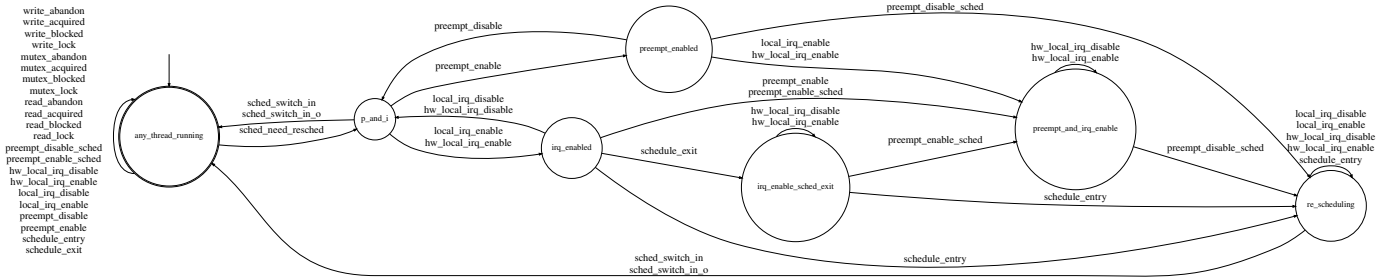 write_abandon
write_acquired
write_blocked
write_lock
mutex_abandon
mutex_acquired
mutex_blocked
mutex_lock
read_abandon
read_acquired
read_blocked
read_lock
preempt_disable_sched
preempt_enable_sched
hw_local_irq_disable
hw_local_irq_enable
local_irq_disable
local_irq_enable
preempt_disable
preempt_enable
schedule_entry
schedule_exit
any_thread_running
sched_switch_in
sched_switch_in_o
sched_need_resched
p_and_i
preempt_disable
preempt_enable
local_irq_disable
hw_local_irq_disable
local_irq_enable
hw_local_irq_enable
irq_enabled
preempt_enabled
preempt_disable_sched
local_irq_enable
hw_local_irq_enable
preempt_enable
preempt_enable_sched
hw_local_irq_disable
hw_local_irq_enable
schedule_exit
irq_enable_sched_exit
preempt_enable_sched
hw_local_irq_disable
hw_local_irq_enable
preempt_and_irq_enable
preempt_disable_sched
schedule_entry
schedule_entry
local_irq_disable
local_irq_enable
hw_local_irq_disable
hw_local_irq_enable
schedule_entry
re_scheduling
sched_switch_in
sched_switch_in_o